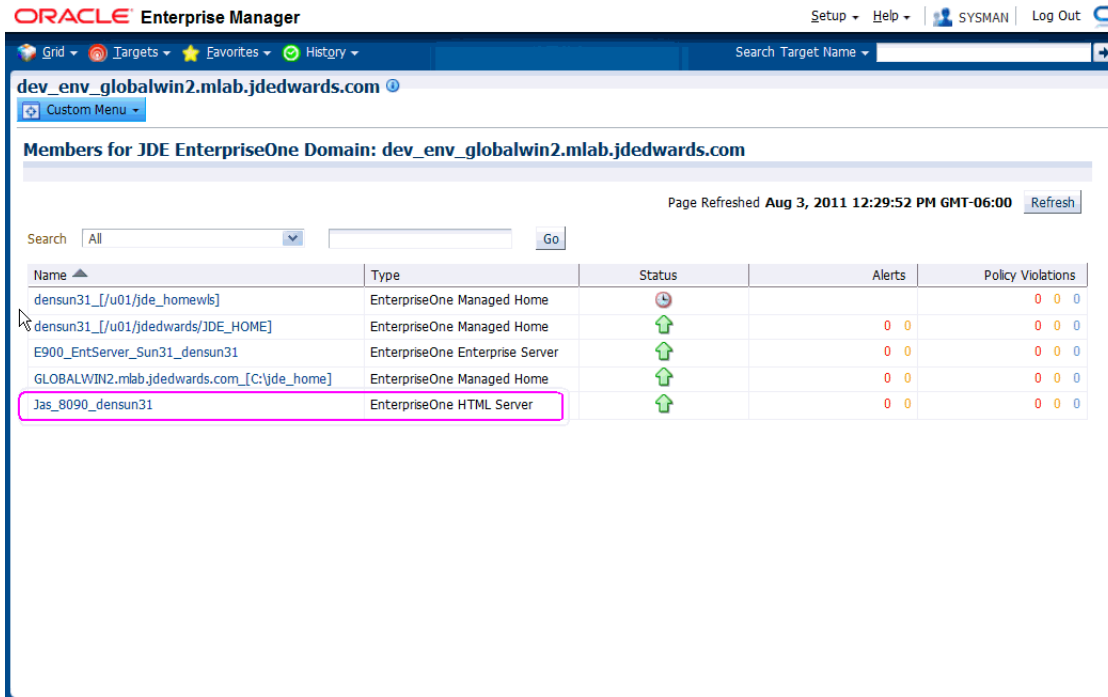 ORACLE Enterprise Manager Setup Help SYSMAN Log Out
Grid Targets Favorites History Search Target Name
dev_env_globalwin2.mlab.jdedwards.com
Custom Menu
Members for JDE EnterpriseOne Domain: dev_env_globalwin2.mlab.jdedwards.com
Page Refreshed Aug 3, 2011 12:29:52 PM GMT-06:00 Refresh
Search All Go
Name Type Status Alerts Policy Violations
densun31_[/u01/jde_homewls] EnterpriseOne Managed Home 0 0 0
densun31_[/u01/jdedwards/JDE_HOME] EnterpriseOne Managed Home 0 0 0 0 0
E900_EntServer_Sun31_densun31 EnterpriseOne Enterprise Server 0 0 0 0 0
GLOBALWIN2.mlab.jdedwards.com_[C:\jde_home] EnterpriseOne Managed Home 0 0 0 0 0
Jas_8090_densun31 EnterpriseOne HTML Server 0 0 0 0 0